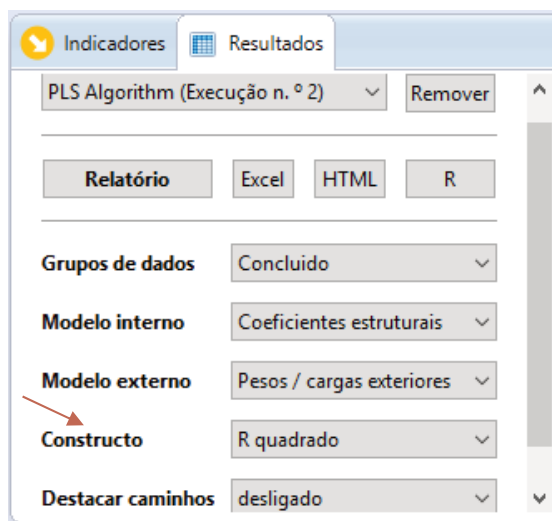 Indicadores Resultados
PLS Algorithm (Execução n. º 2) Remover
Relatório Excel HTML R
Grupos de dados Concluido
Modelo interno Coeficientes estruturais
Modelo externo Pesos / cargas exteriores
Constructo R quadrado
Destacar caminhos desligado